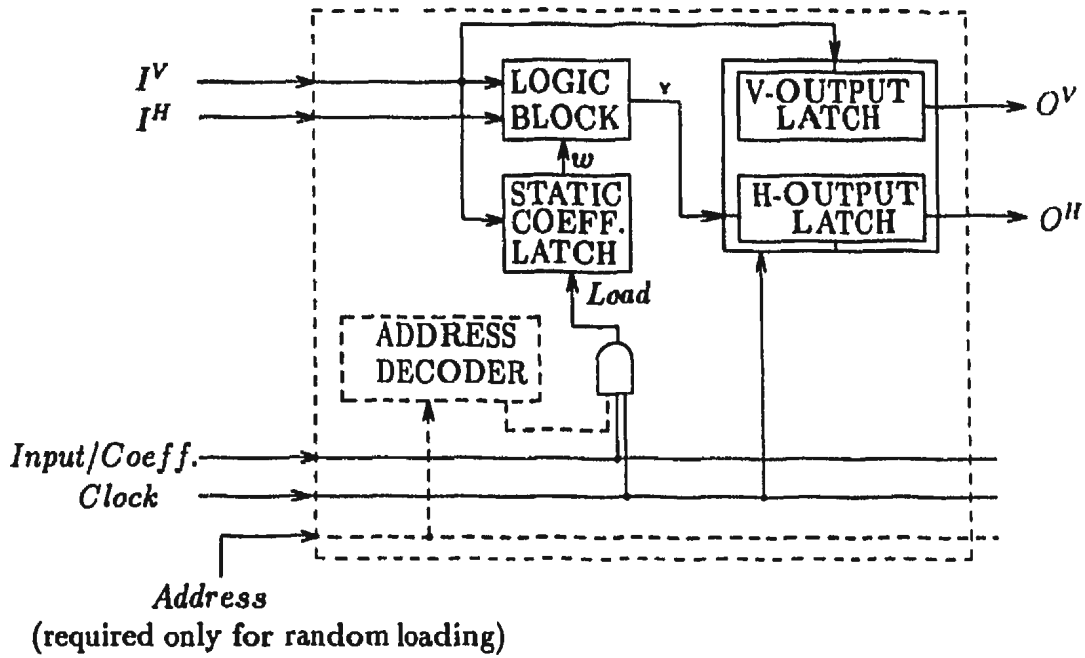 I^V
I^H
LOGIC
BLOCK
v
V-OUTPUT
LATCH
O^V
w
STATIC
COEFF.
LATCH
H-OUTPUT
LATCH
O^H
Load
ADDRESS
DECODER
Input/Coeff.
Clock
Address
(required only for random loading)